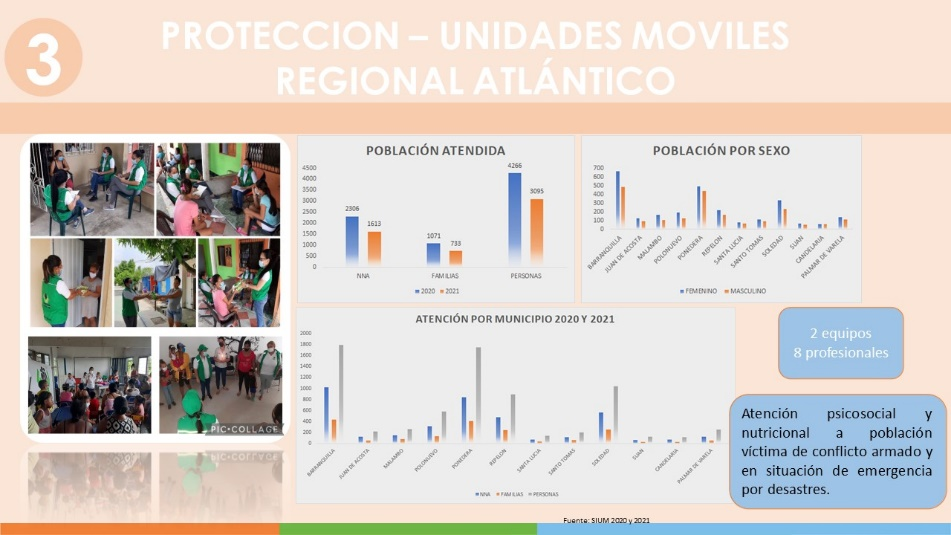 3
PROTECCION – UNIDADES MOVILES
REGIONAL ATLÁNTICO
PIC•COLLAGE
POBLACIÓN ATENDIDA
4500
4000
3500
3000
2500
2000
1500
1000
500
0
2306
1613
1071
733
4266
3095
NNA FAMILIAS PERSONAS
2020 2021
POBLACIÓN POR SEXO
700
600
500
400
300
200
100
0
BARRANQUILLA
JUAN DE ACOSTA
MALAMBO
POLONUEVO
PONEDERA
REPELON
SANTA LUCIA
SANTO TOMAS
SOLEDAD
SUAN
CANDELARIA
PALMAR DE VARELA
FEMENINO MASCULINO
ATENCIÓN POR MUNICIPIO 2020 Y 2021
2000
1800
1600
1400
1200
1000
800
600
400
200
0
BARRANQUILLA
JUAN DE ACOSTA
MALAMBO
POLONUEVO
PONEDERA
REPELON
SANTA LUCIA
SANTO TOMAS
SOLEDAD
SUAN
CANDELARIA
PALMAR DE VARELA
NNA FAMILIAS PERSONAS
2 equipos
8 profesionales
Atención psicosocial y
nutricional a población
víctima de conflicto armado y
en situación de emergencia
por desastres.
Fuente: SIUM 2020 y 2021